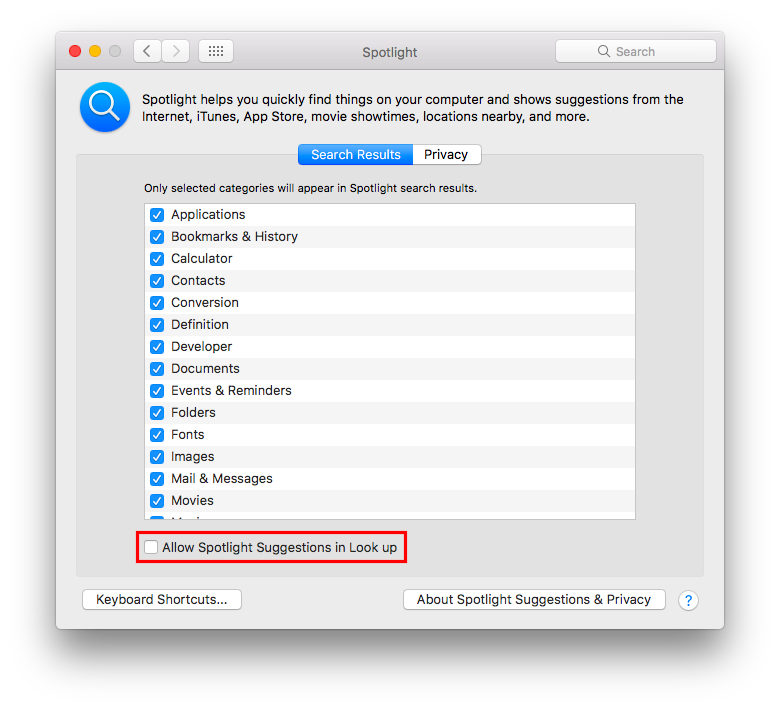 Spotlight
Search
Spotlight helps you quickly find things on your computer and shows suggestions from the
Internet, iTunes, App Store, movie showtimes, locations nearby, and more.
Search Results
Privacy
Only selected categories will appear in Spotlight search results.
Applications
Bookmarks & History
Calculator
Contacts
Conversion
Definition
Developer
Documents
Events & Reminders
Folders
Fonts
Images
Mail & Messages
Movies
Allow Spotlight Suggestions in Look up
Keyboard Shortcuts...
About Spotlight Suggestions & Privacy
?